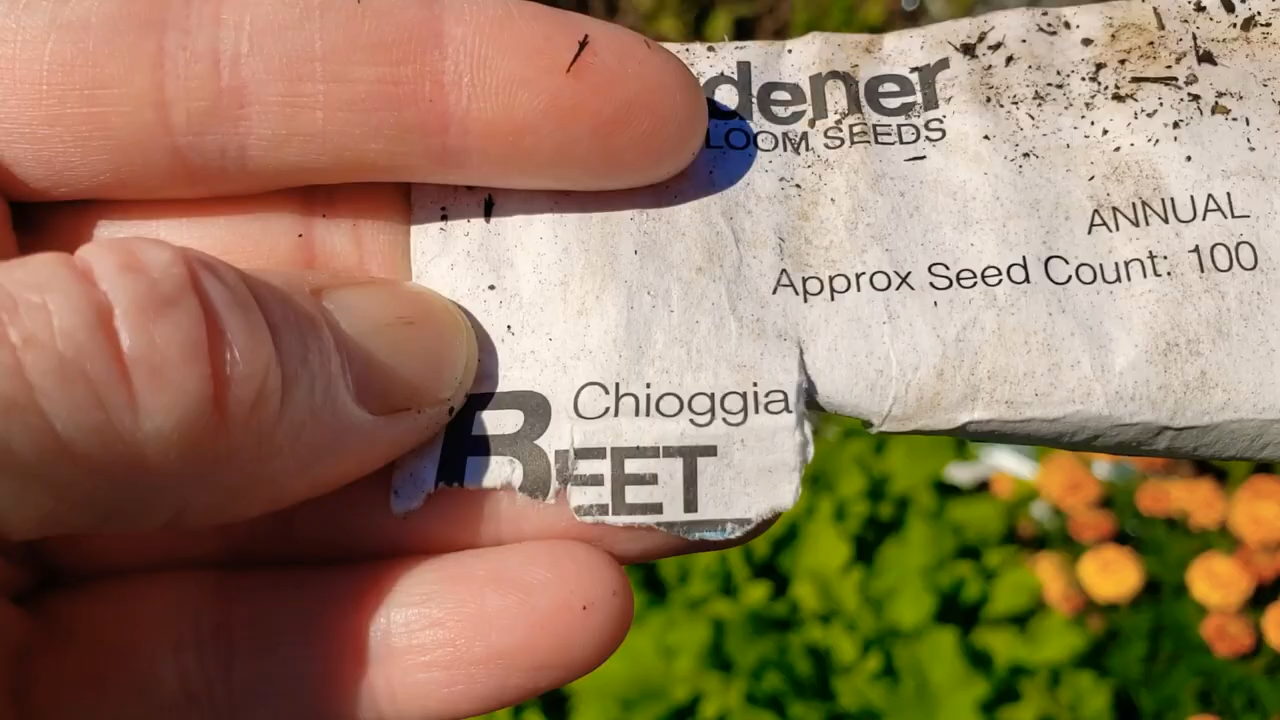 dener
LOOM SEEDS
ANNUAL
Approx Seed Count: 100
Chioggia
BEET